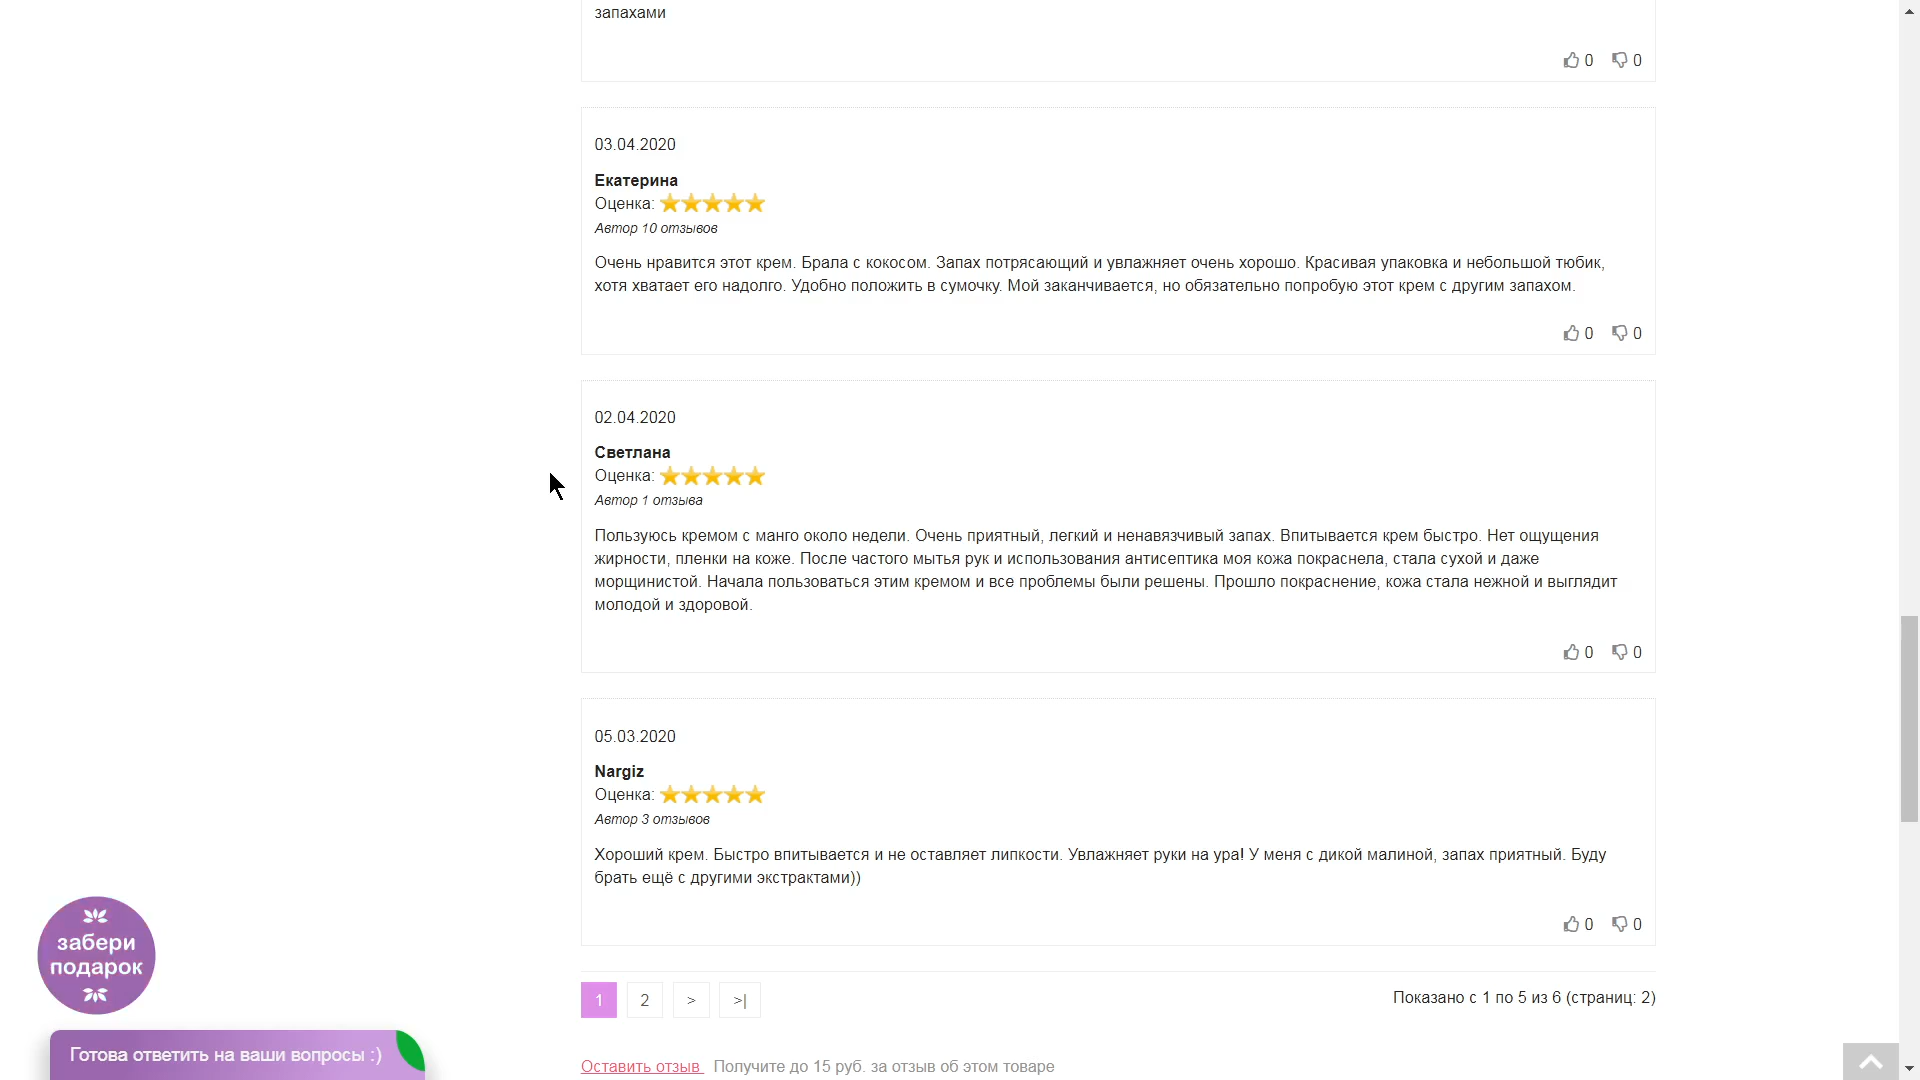 запахами
0 0
03.04.2020
Екатерина
Оценка:
Автор 10 отзывов
Очень нравится этот крем. Брала с кокосом. Запах потрясающий и увлажняет очень хорошо. Красивая упаковка и небольшой тюбик,
хотя хватает его надолго. Удобно положить в сумочку. Мой заканчивается, но обязательно попробую этот крем с другим запахом.
0 0
02.04.2020
Светлана
Оценка:
Автор 1 отзыва
Пользуюсь кремом с манго около недели. Очень приятный, легкий и ненавязчивый запах. Впитывается крем быстро. Нет ощущения
жирности, пленки на коже. После частого мытья рук и использования антисептика моя кожа покраснела, стала сухой и даже
морщинистой. Начала пользоваться этим кремом и все проблемы были решены. Прошло покраснение, кожа стала нежной и выглядит
молодой и здоровой.
0 0
05.03.2020
Nargiz
Оценка:
Автор 3 отзывов
Хороший крем. Быстро впитывается и не оставляет липкости. Увлажняет руки на ура! У меня с дикой малиной, запах приятный. Буду
брать ещё с другими экстрактами))
0 0
1 2 > >|
Показано с 1 по 5 из 6 (страниц: 2)
Оставить отзыв Получите до 15 руб. за отзыв об этом товаре
забери
подарок
Готова ответить на ваши вопросы :)